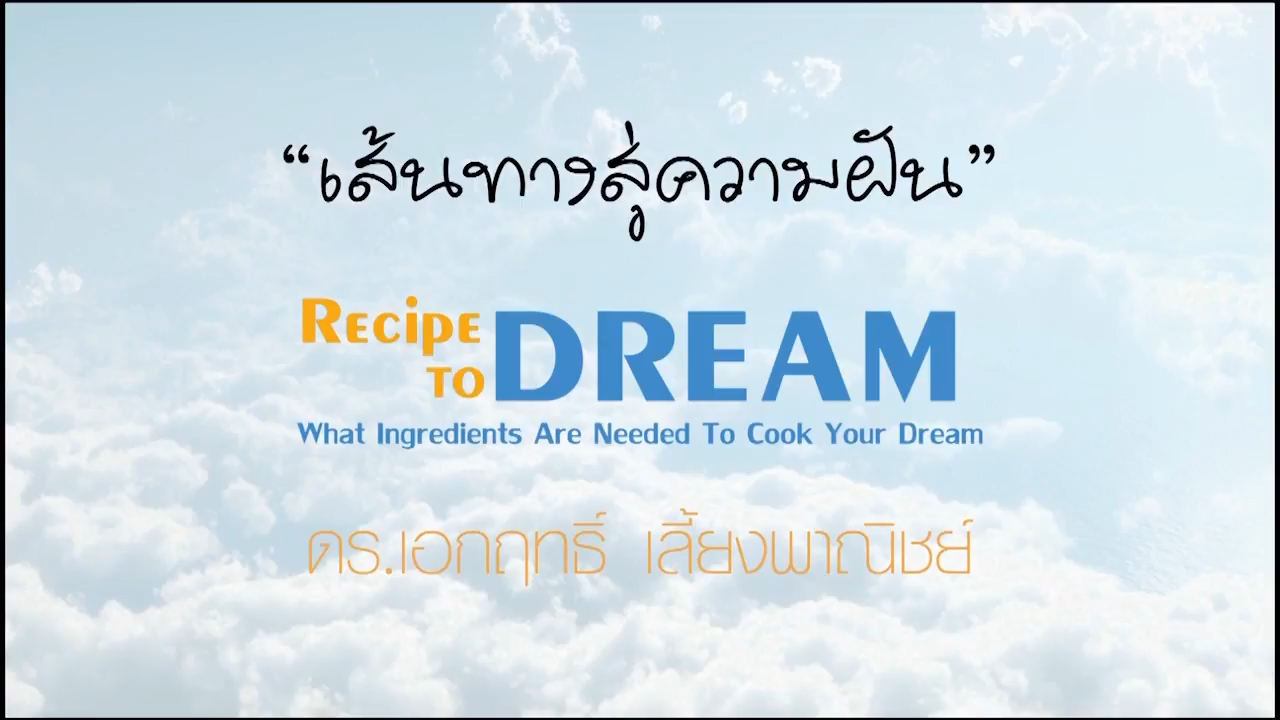 “เส้นทางสู่ความฝัน”
Recipe
TO DREAM
What Ingredients Are Needed To Cook Your Dream
ดร.เอกฤทธิ์ เลี้ยงพาณิชย์